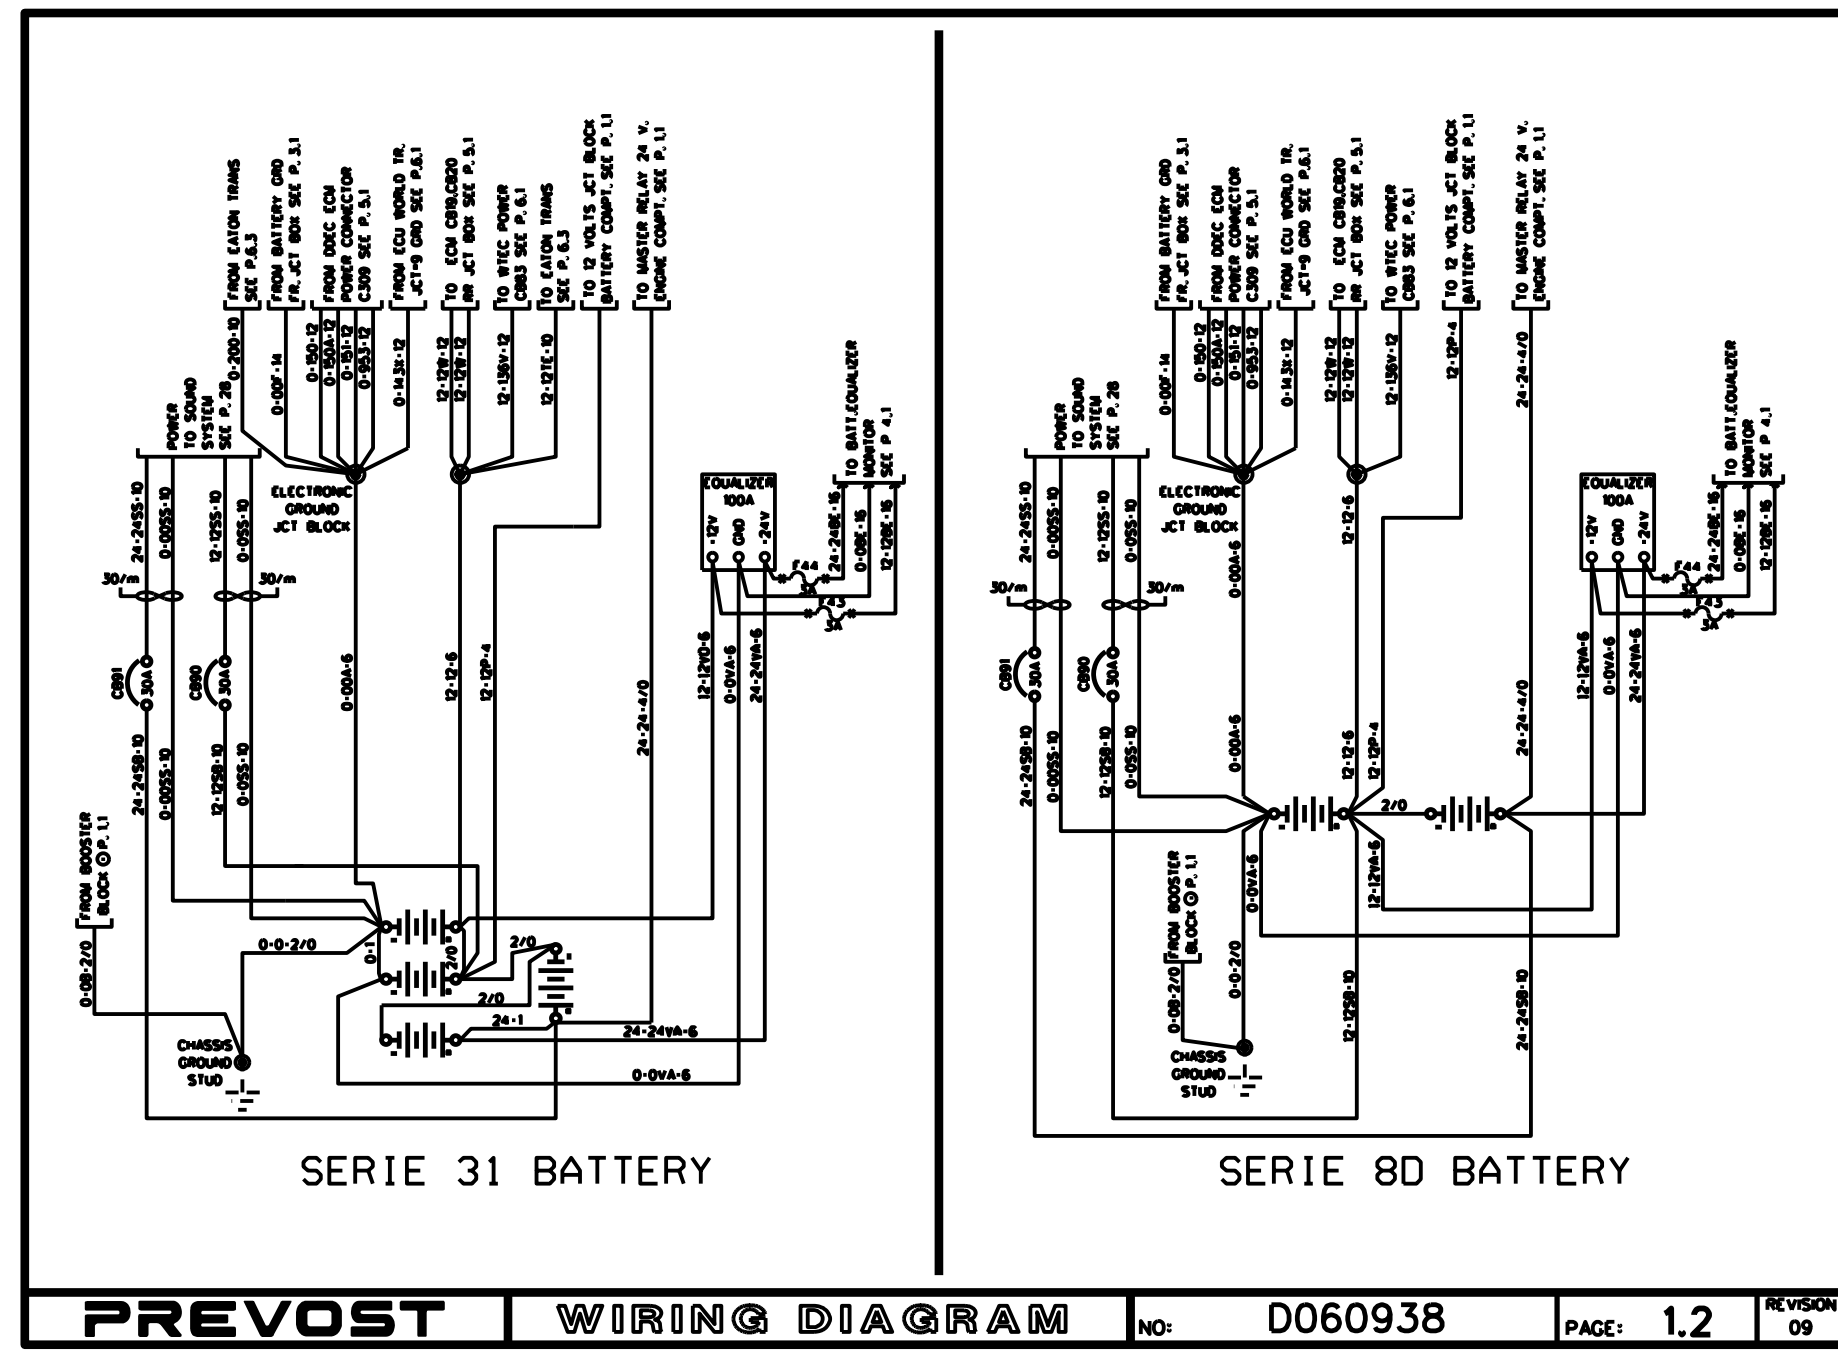 FROM EATON TRANS
SEE P.6.3
FROM BATTERY GRD
FR. JCT BOX SEE P. 3.1
FROM DDEC ECM
POWER CONNECTOR
C309 SEE P. 5.1
FROM ECU WORLD TR.
JCT=9 GRD SEE P.6.1
TO ECM CB19,CB20
RR JCT BOX SEE P. 5.1
TO WTEC POWER
CB83 SEE P. 6.1
TO EATON TRANS
SEE P. 6.3
TO 12 VOLTS JCT BLOCK
BATTERY COMPT. SEE P. 1.1
TO MASTER RELAY 24 V.
ENGINE COMPT. SEE P. 1.1
0-200-10
0-00F-14
0-150-12
0-150A-12
0-151-12
0-953-12
0-143X-12
12-12W-12
12-12W-12
12-136V-12
12-12TE-10
POWER
TO SOUND
SYSTEM
SEE P. 28
TO BATT.EQUALIZER
MONITOR
SEE P 4.1
24-24SS-10
0-00SS-10
12-12SS-10
0-0SS-10
ELECTRONIC
GROUND
JCT BLOCK
EQUALIZER
100A
-12V
GND
-24V
F44
5A
F43
5A
24-24BE-16
0-0BE-16
12-12BE-16
30/m
30/m
CB91
30A
CB90
30A
0-00A-6
12-12-6
12-12P-4
24-24-4/0
12-12VO-6
0-0VA-6
24-24VA-6
24-24SB-10
0-00SS-10
12-12SB-10
0-0SS-10
FROM BOOSTER
BLOCK P. 1.1
0-0B-2/0
0-0-2/0
0-1
2/0
2/0
2/0
24-1
24-24VA-6
0-0VA-6
CHASSIS
GROUND
STUD
SERIE 31 BATTERY
FROM BATTERY GRD
FR. JCT BOX SEE P. 3.1
FROM DDEC ECM
POWER CONNECTOR
C309 SEE P. 5.1
FROM ECU WORLD TR.
JCT=9 GRD SEE P.6.1
TO ECM CB19,CB20
RR JCT BOX SEE P. 5.1
TO WTEC POWER
CB83 SEE P. 6.1
TO 12 VOLTS JCT BLOCK
BATTERY COMPT. SEE P. 1.1
TO MASTER RELAY 24 V.
ENGINE COMPT. SEE P. 1.1
0-00F-14
0-150-12
0-150A-12
0-151-12
0-953-12
0-143X-12
12-12W-12
12-12W-12
12-136V-12
12-12P-4
24-24-4/0
POWER
TO SOUND
SYSTEM
SEE P. 28
TO BATT.EQUALIZER
MONITOR
SEE P 4.1
24-24SS-10
0-00SS-10
12-12SS-10
0-0SS-10
ELECTRONIC
GROUND
JCT BLOCK
0-00A-6
12-12-6
EQUALIZER
100A
-12V
GND
-24V
F44
F43
5A
24-24BE-16
0-0BE-16
12-12BE-16
30/m
30/m
CB91
30A
CB90
30A
12-12VA-6
0-0VA-6
24-24VA-6
24-24SB-10
0-00SS-10
12-12SB-10
0-0SS-10
0-00A-6
12-12-6
12-12P-4
24-24-4/0
2/0
FROM BOOSTER
BLOCK P. 1.1
0-0B-2/0
0-0VA-6
0-0-2/0
12-12VA-6
12-12SB-10
24-24SB-10
CHASSIS
GROUND
STUD
SERIE 8D BATTERY
PREVOST
WIRING DIAGRAM
NO: D060938
PAGE: 1.2
REVISION
09